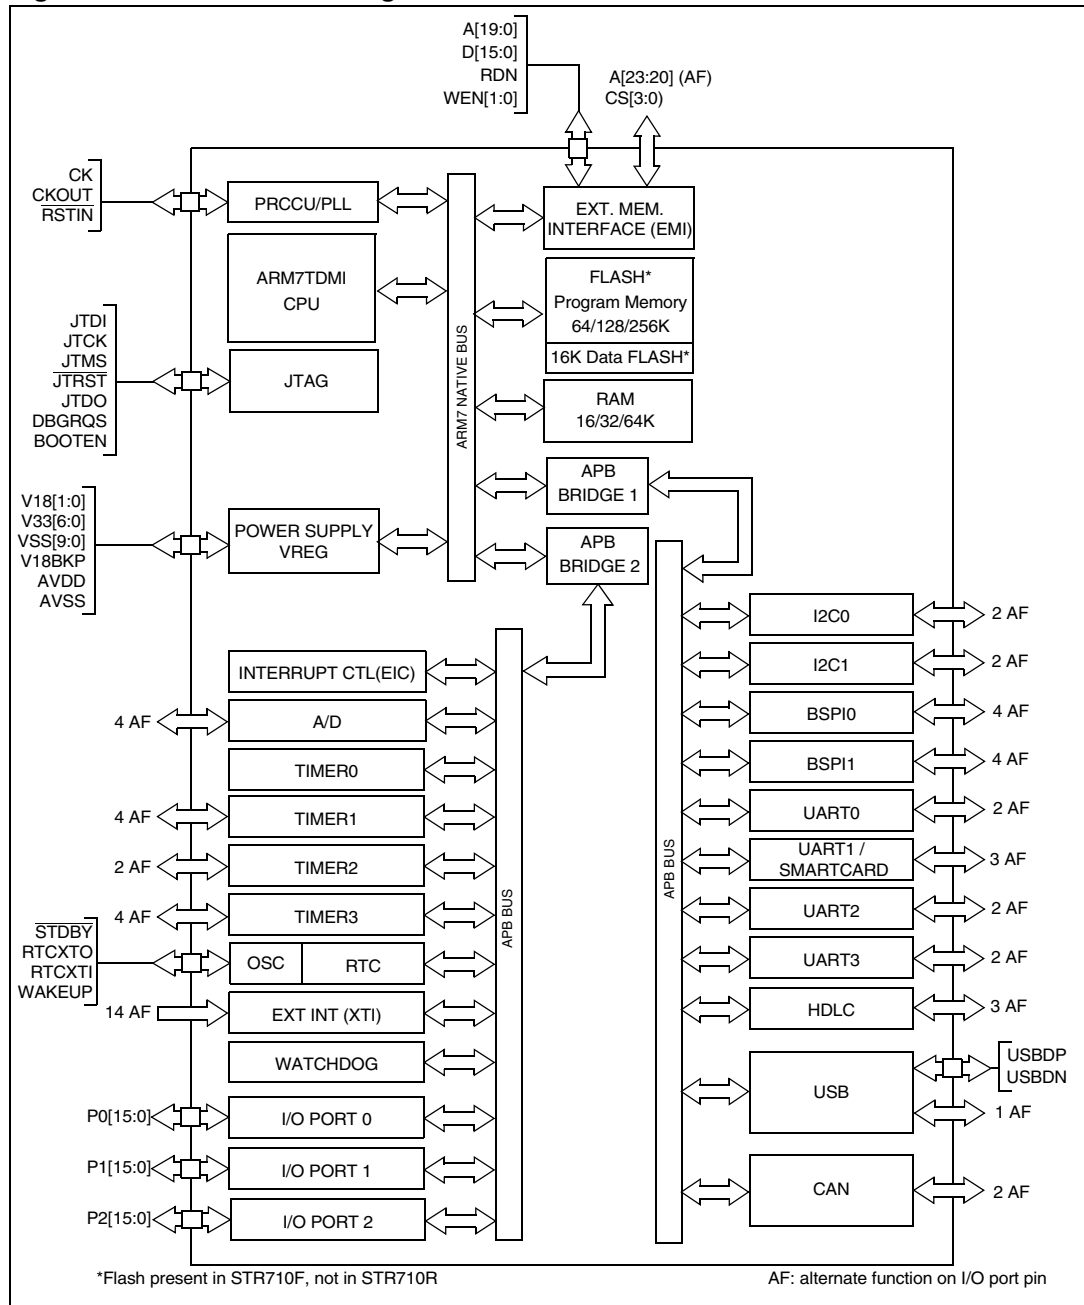 A[19:0]
D[15:0]
RDN
WEN[1:0]
A[23:20] (AF)
CS[3:0)
CK
CKOUT
RSTIN
PRCCU/PLL
EXT. MEM.
INTERFACE (EMI)
ARM7TDMI
CPU
FLASH*
Program Memory
64/128/256K
16K Data FLASH*
JTDI
JTCK
JTMS
JTRST
JTDO
DBGRQS
BOOTEN
JTAG
ARM7 NATIVE BUS
RAM
16/32/64K
APB
BRIDGE 1
V18[1:0]
V33[6:0]
VSS[9:0]
V18BKP
AVDD
AVSS
POWER SUPPLY
VREG
APB
BRIDGE 2
INTERRUPT CTL(EIC)
4 AF
A/D
TIMER0
4 AF
TIMER1
2 AF
TIMER2
4 AF
TIMER3
STDBY
RTCXTO
RTCXTI
WAKEUP
OSC
RTC
14 AF
EXT INT (XTI)
WATCHDOG
P0[15:0]
I/O PORT 0
P1[15:0]
I/O PORT 1
P2[15:0]
I/O PORT 2
APB BUS
APB BUS
I2C0
2 AF
I2C1
2 AF
BSPI0
4 AF
BSPI1
4 AF
UART0
2 AF
UART1 /
SMARTCARD
3 AF
UART2
2 AF
UART3
2 AF
HDLC
3 AF
USB
USBDP
USBDN
1 AF
CAN
2 AF
*Flash present in STR710F, not in STR710R
AF: alternate function on I/O port pin